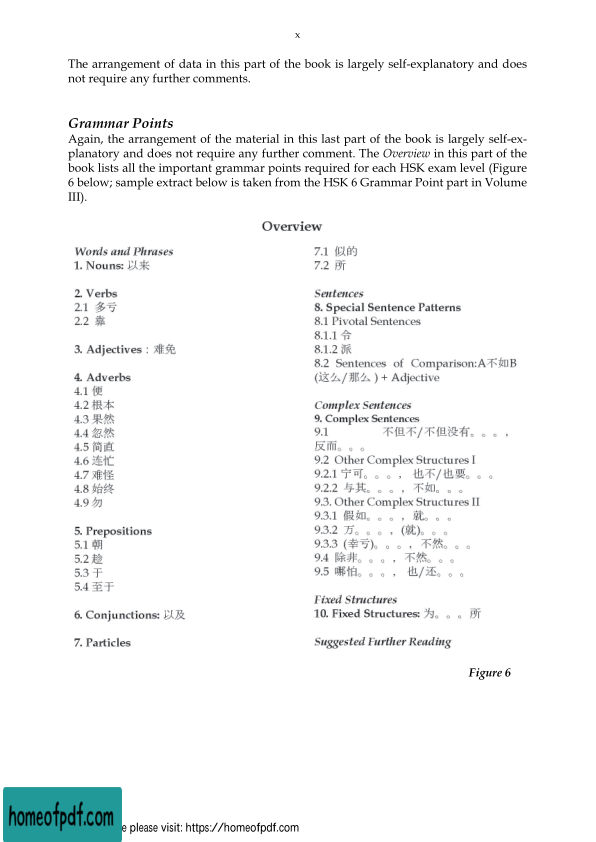 x
The arrangement of data in this part of the book is largely self-explanatory and does
not require any further comments.
Grammar Points
Again, the arrangement of the material in this last part of the book is largely self-ex-
planatory and does not require any further comment. The Overview in this part of the
book lists all the important grammar points required for each HSK exam level (Figure
6 below; sample extract below is taken from the HSK 6 Grammar Point part in Volume
III).
Overview
Words and Phrases
1. Nouns: 以来
2. Verbs
2.1 多亏
2.2 靠
3. Adjectives：难免
4. Adverbs
4.1 便
4.2 根本
4.3 果然
4.4 忽然
4.5 简直
4.6 连忙
4.7 难怪
4.8 始终
4.9 勿
5. Prepositions
5.1 朝
5.2 趁
5.3 于
5.4 至于
6. Conjunctions: 以及
7. Particles
7.1 似的
7.2 所
Sentences
8. Special Sentence Patterns
8.1 Pivotal Sentences
8.1.1 令
8.1.2 派
8.2 Sentences of Comparison:A不如B
(这么/那么) + Adjective
Complex Sentences
9. Complex Sentences
9.1 不但不/不但没有。。。，
反而。。。
9.2 Other Complex Structures I
9.2.1 宁可。。。， 也不/也要。。。
9.2.2 与其。。。，不如。。。
9.3. Other Complex Structures II
9.3.1 假如。。。，就。。。
9.3.2 万。。。，(就)。。。
9.3.3 (幸亏)。。。，不然。。。
9.4 除非。。。，不然。。。
9.5 哪怕。。。， 也/还。。。
Fixed Structures
10. Fixed Structures: 为。。。所
Suggested Further Reading
Figure 6
homeofpdf.com
e please visit: https://homeofpdf.com